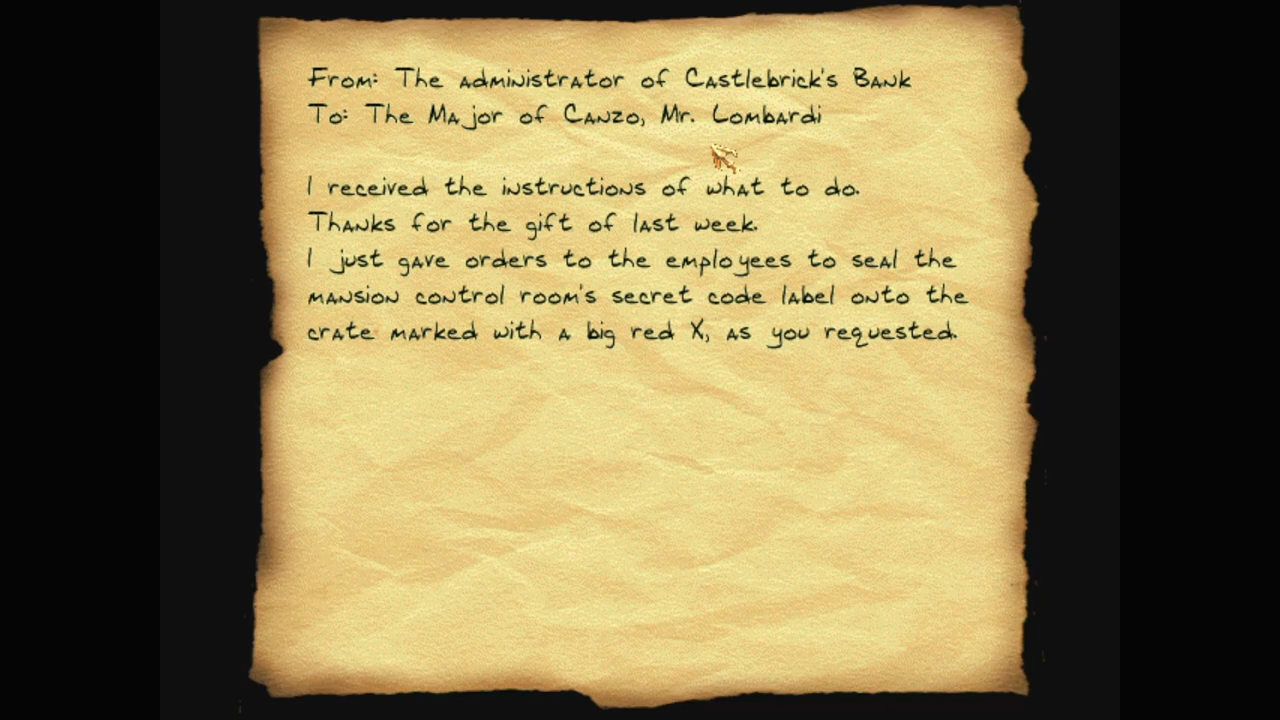 From: The administrator of Castlebrick's Bank
To: The Major of Canzo, Mr. Lombardi
I received the instructions of what to do.
Thanks for the gift of last week.
I just gave orders to the employees to seal the
mansion control room's secret code label onto the
crate marked with a big red X, as you requested.